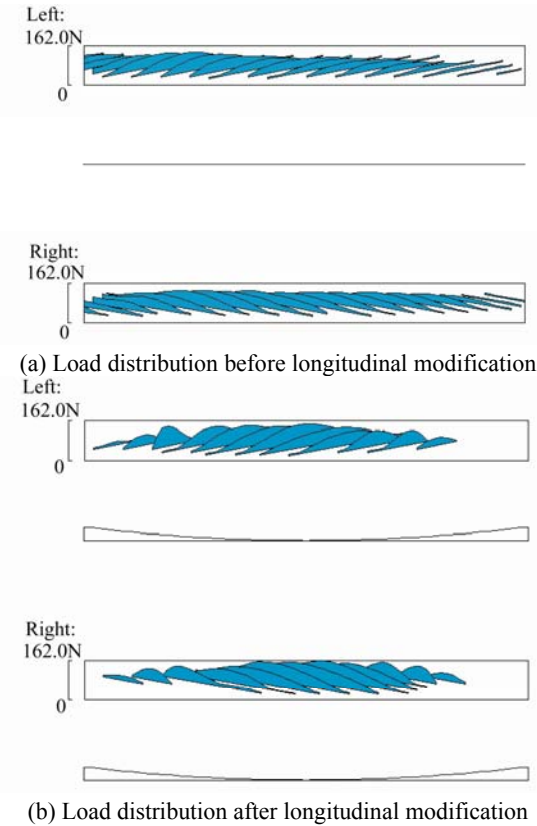 Left:
162.0N
0
Right:
162.0N
0
(a) Load distribution before longitudinal modification
Left:
162.0N
0
Right:
162.0N
0
(b) Load distribution after longitudinal modification